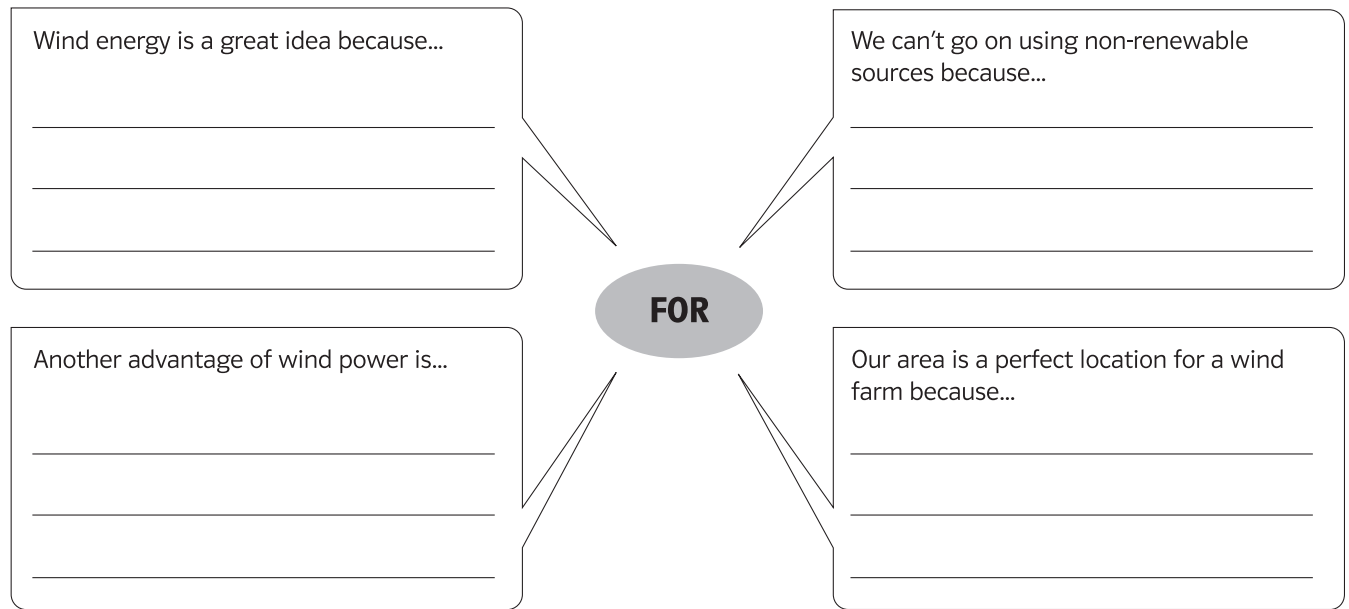 Wind energy is a great idea because...
We can't go on using non-renewable
sources because...
FOR
Another advantage of wind power is...
Our area is a perfect location for a wind
farm because...